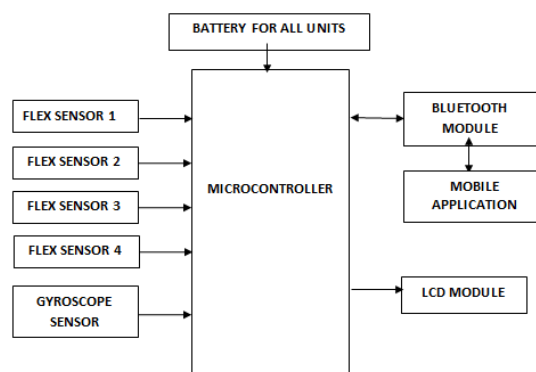 BATTERY FOR ALL UNITS
FLEX SENSOR 1
FLEX SENSOR 2
FLEX SENSOR 3
FLEX SENSOR 4
GYROSCOPE
SENSOR
MICROCONTROLLER
BLUETOOTH
MODULE
MOBILE
APPLICATION
LCD MODULE